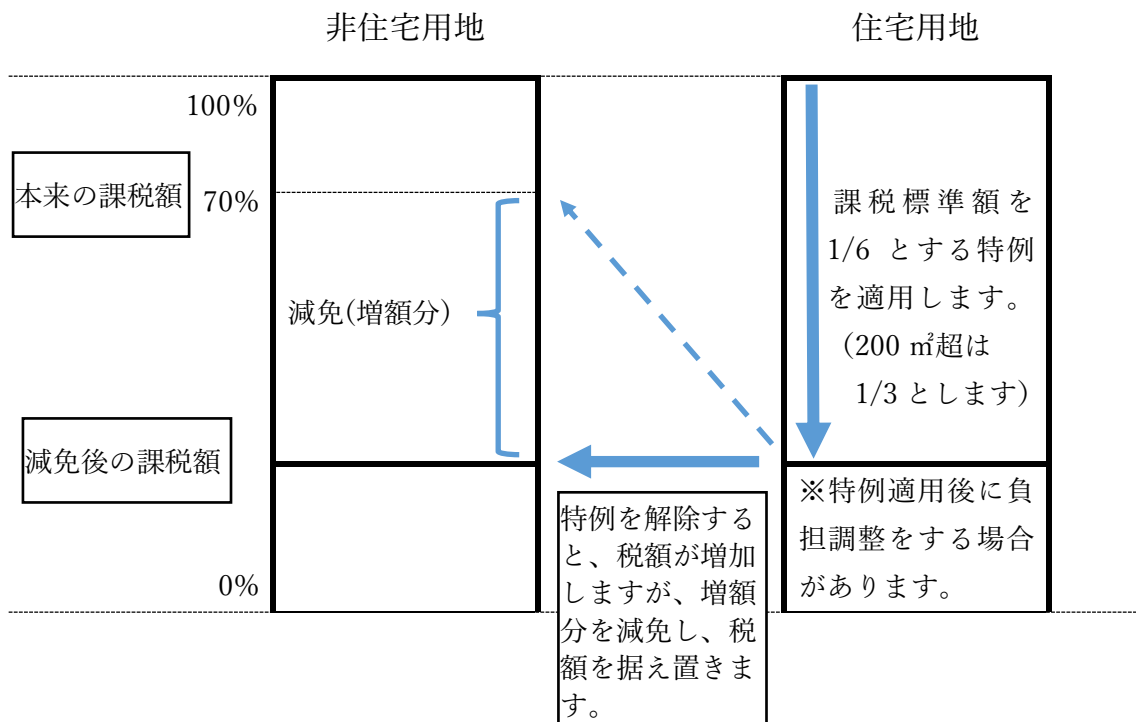 非住宅用地
住宅用地
100%
本来の課税額
70%
減免(増額分)
減免後の課税額
0%
課税標準額を
1/6 とする特例
を適用します。
（200 ㎡超は
1/3 とします）
※特例適用後に負
担調整をする場合
があります。
特例を解除する
と、税額が増加
しますが、増額
分を減免し、税
額を据え置きま
す。